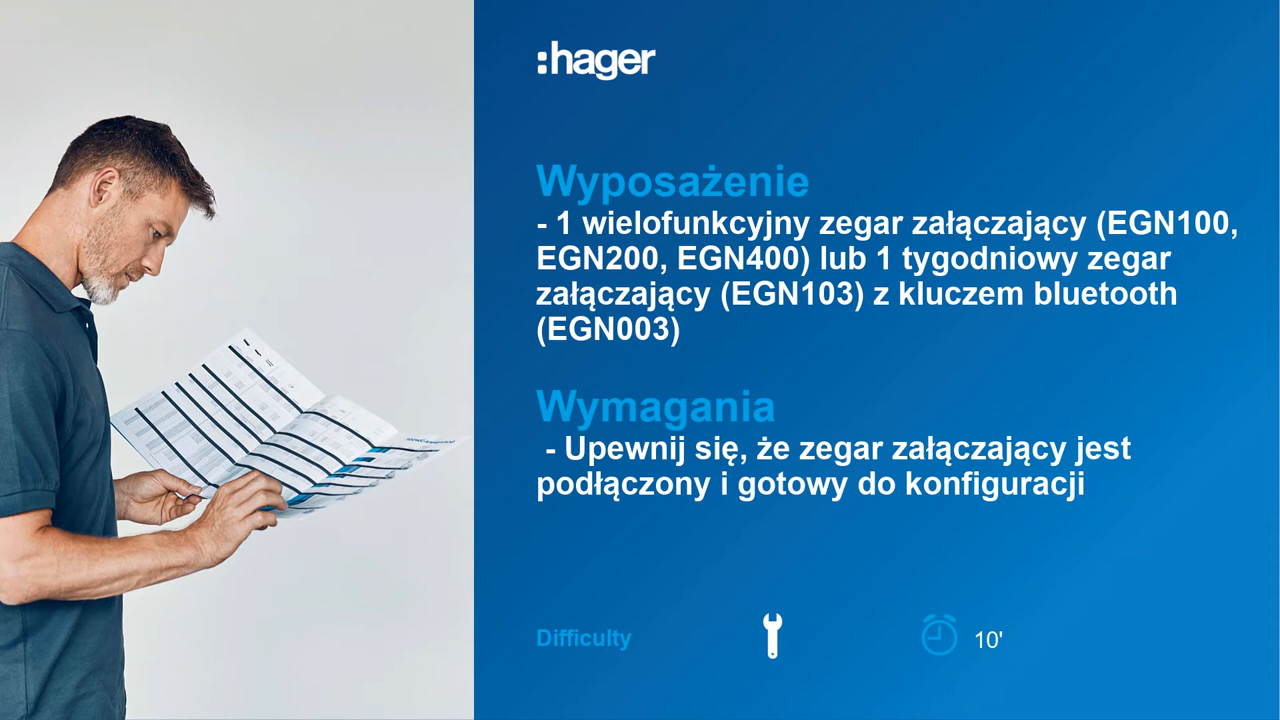 :hager
Wyposażenie
- 1 wielofunkcyjny zegar załączający (EGN100,
EGN200, EGN400) lub 1 tygodniowy zegar
załączający (EGN103) z kluczem bluetooth
(EGN003)
Wymagania
- Upewnij się, że zegar załączający jest
podłączony i gotowy do konfiguracji
Difficulty
10'